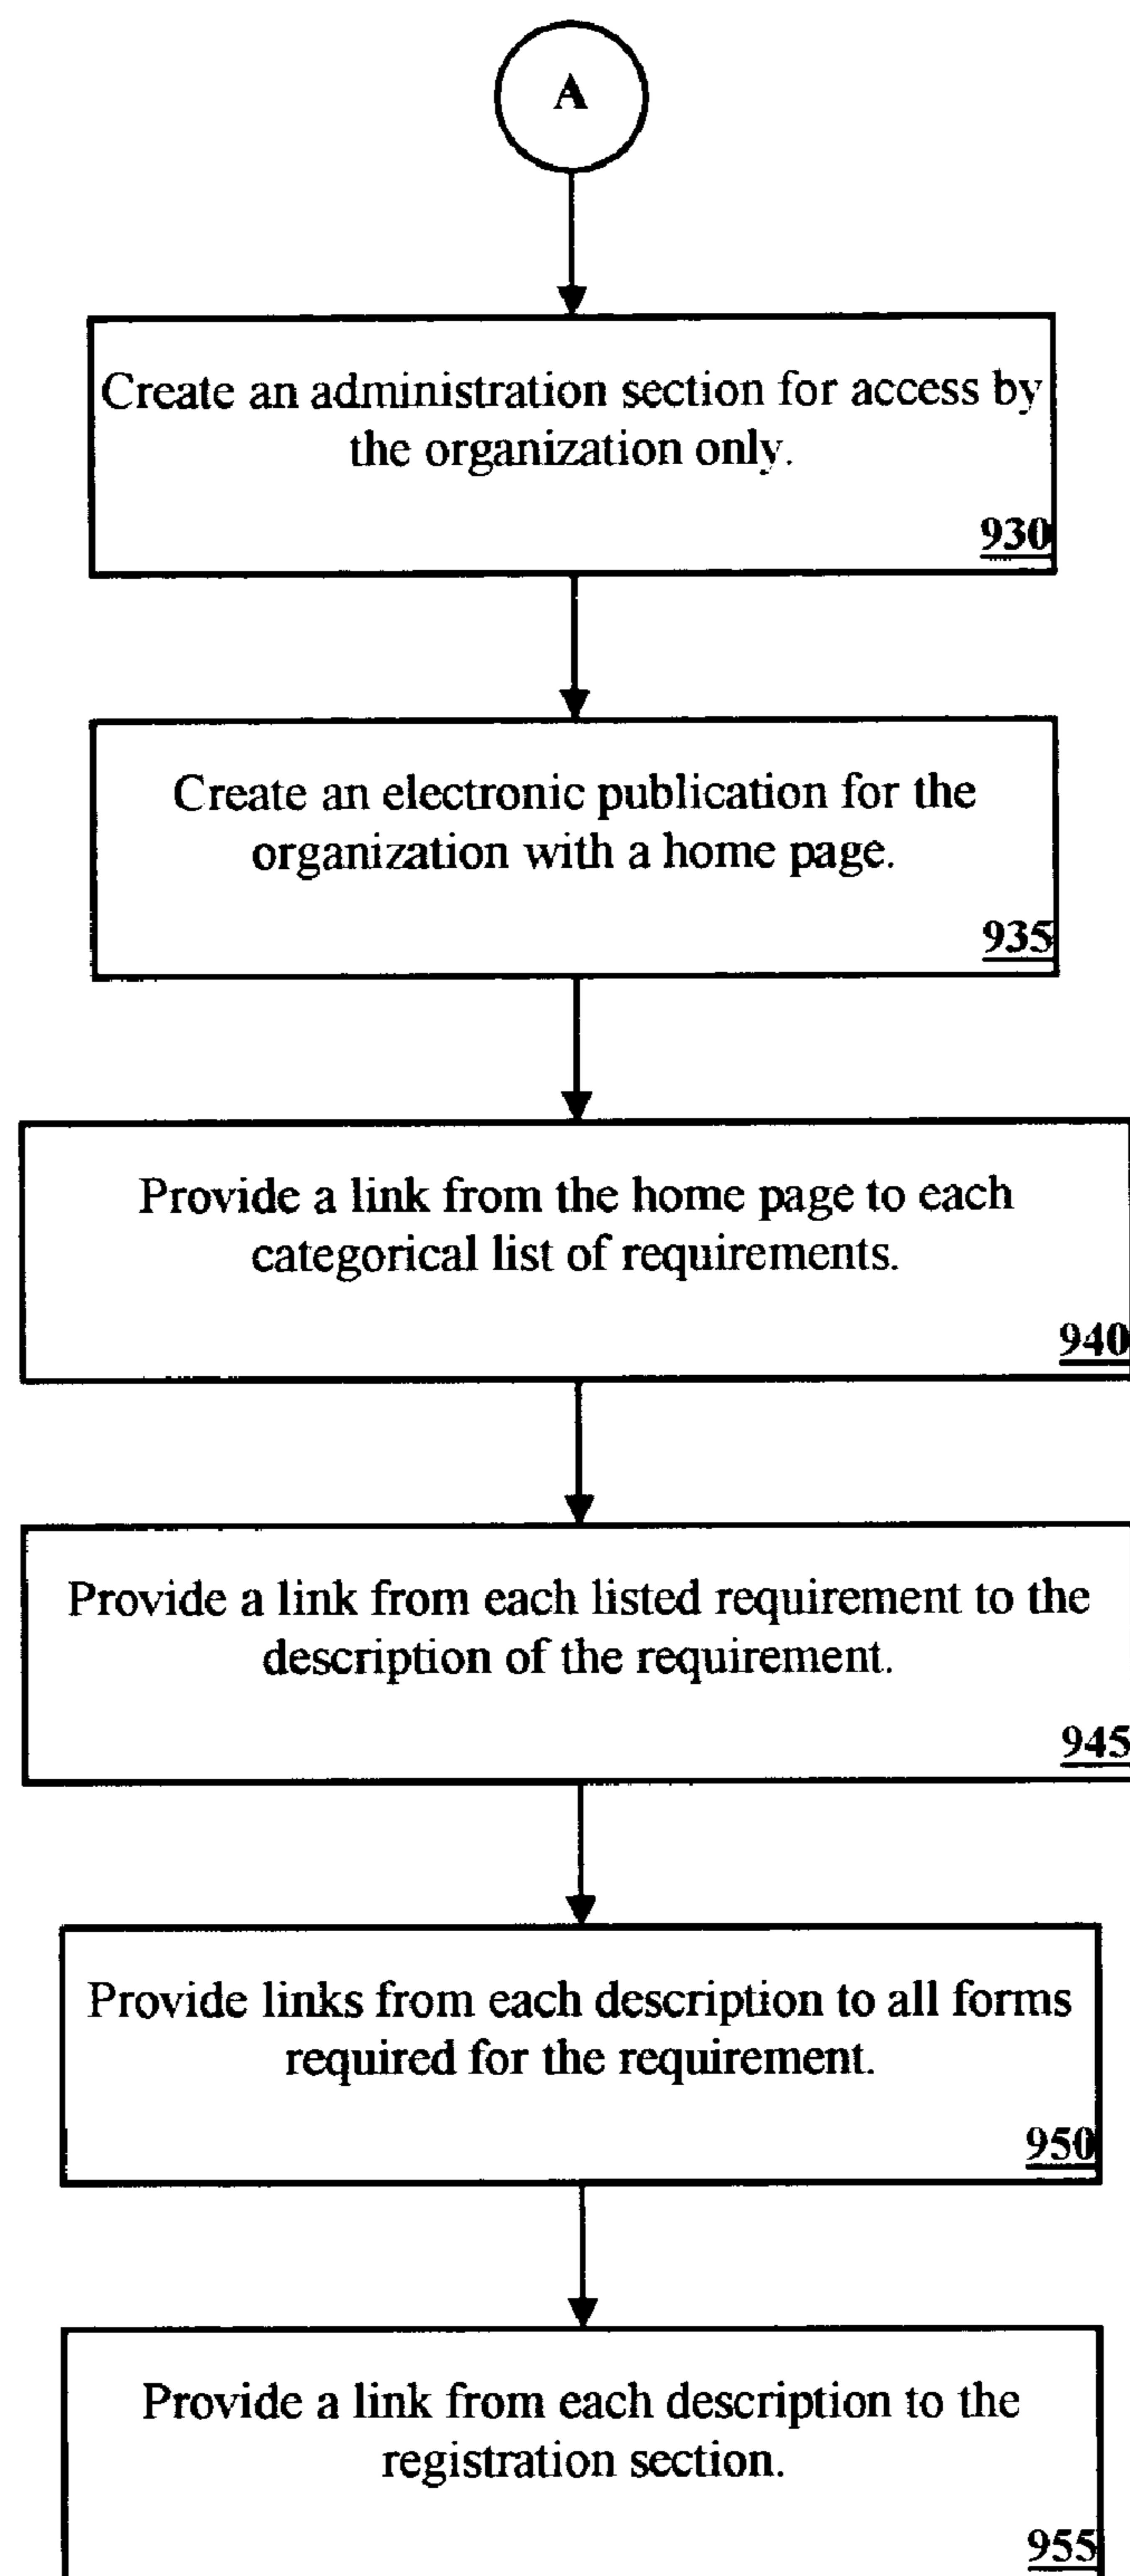 A
Create an administration section for access by
the organization only.
930
Create an electronic publication for the
organization with a home page.
935
Provide a link from the home page to each
categorical list of requirements.
940
Provide a link from each listed requirement to the
description of the requirement.
945
Provide links from each description to all forms
required for the requirement.
950
Provide a link from each description to the
registration section.
955